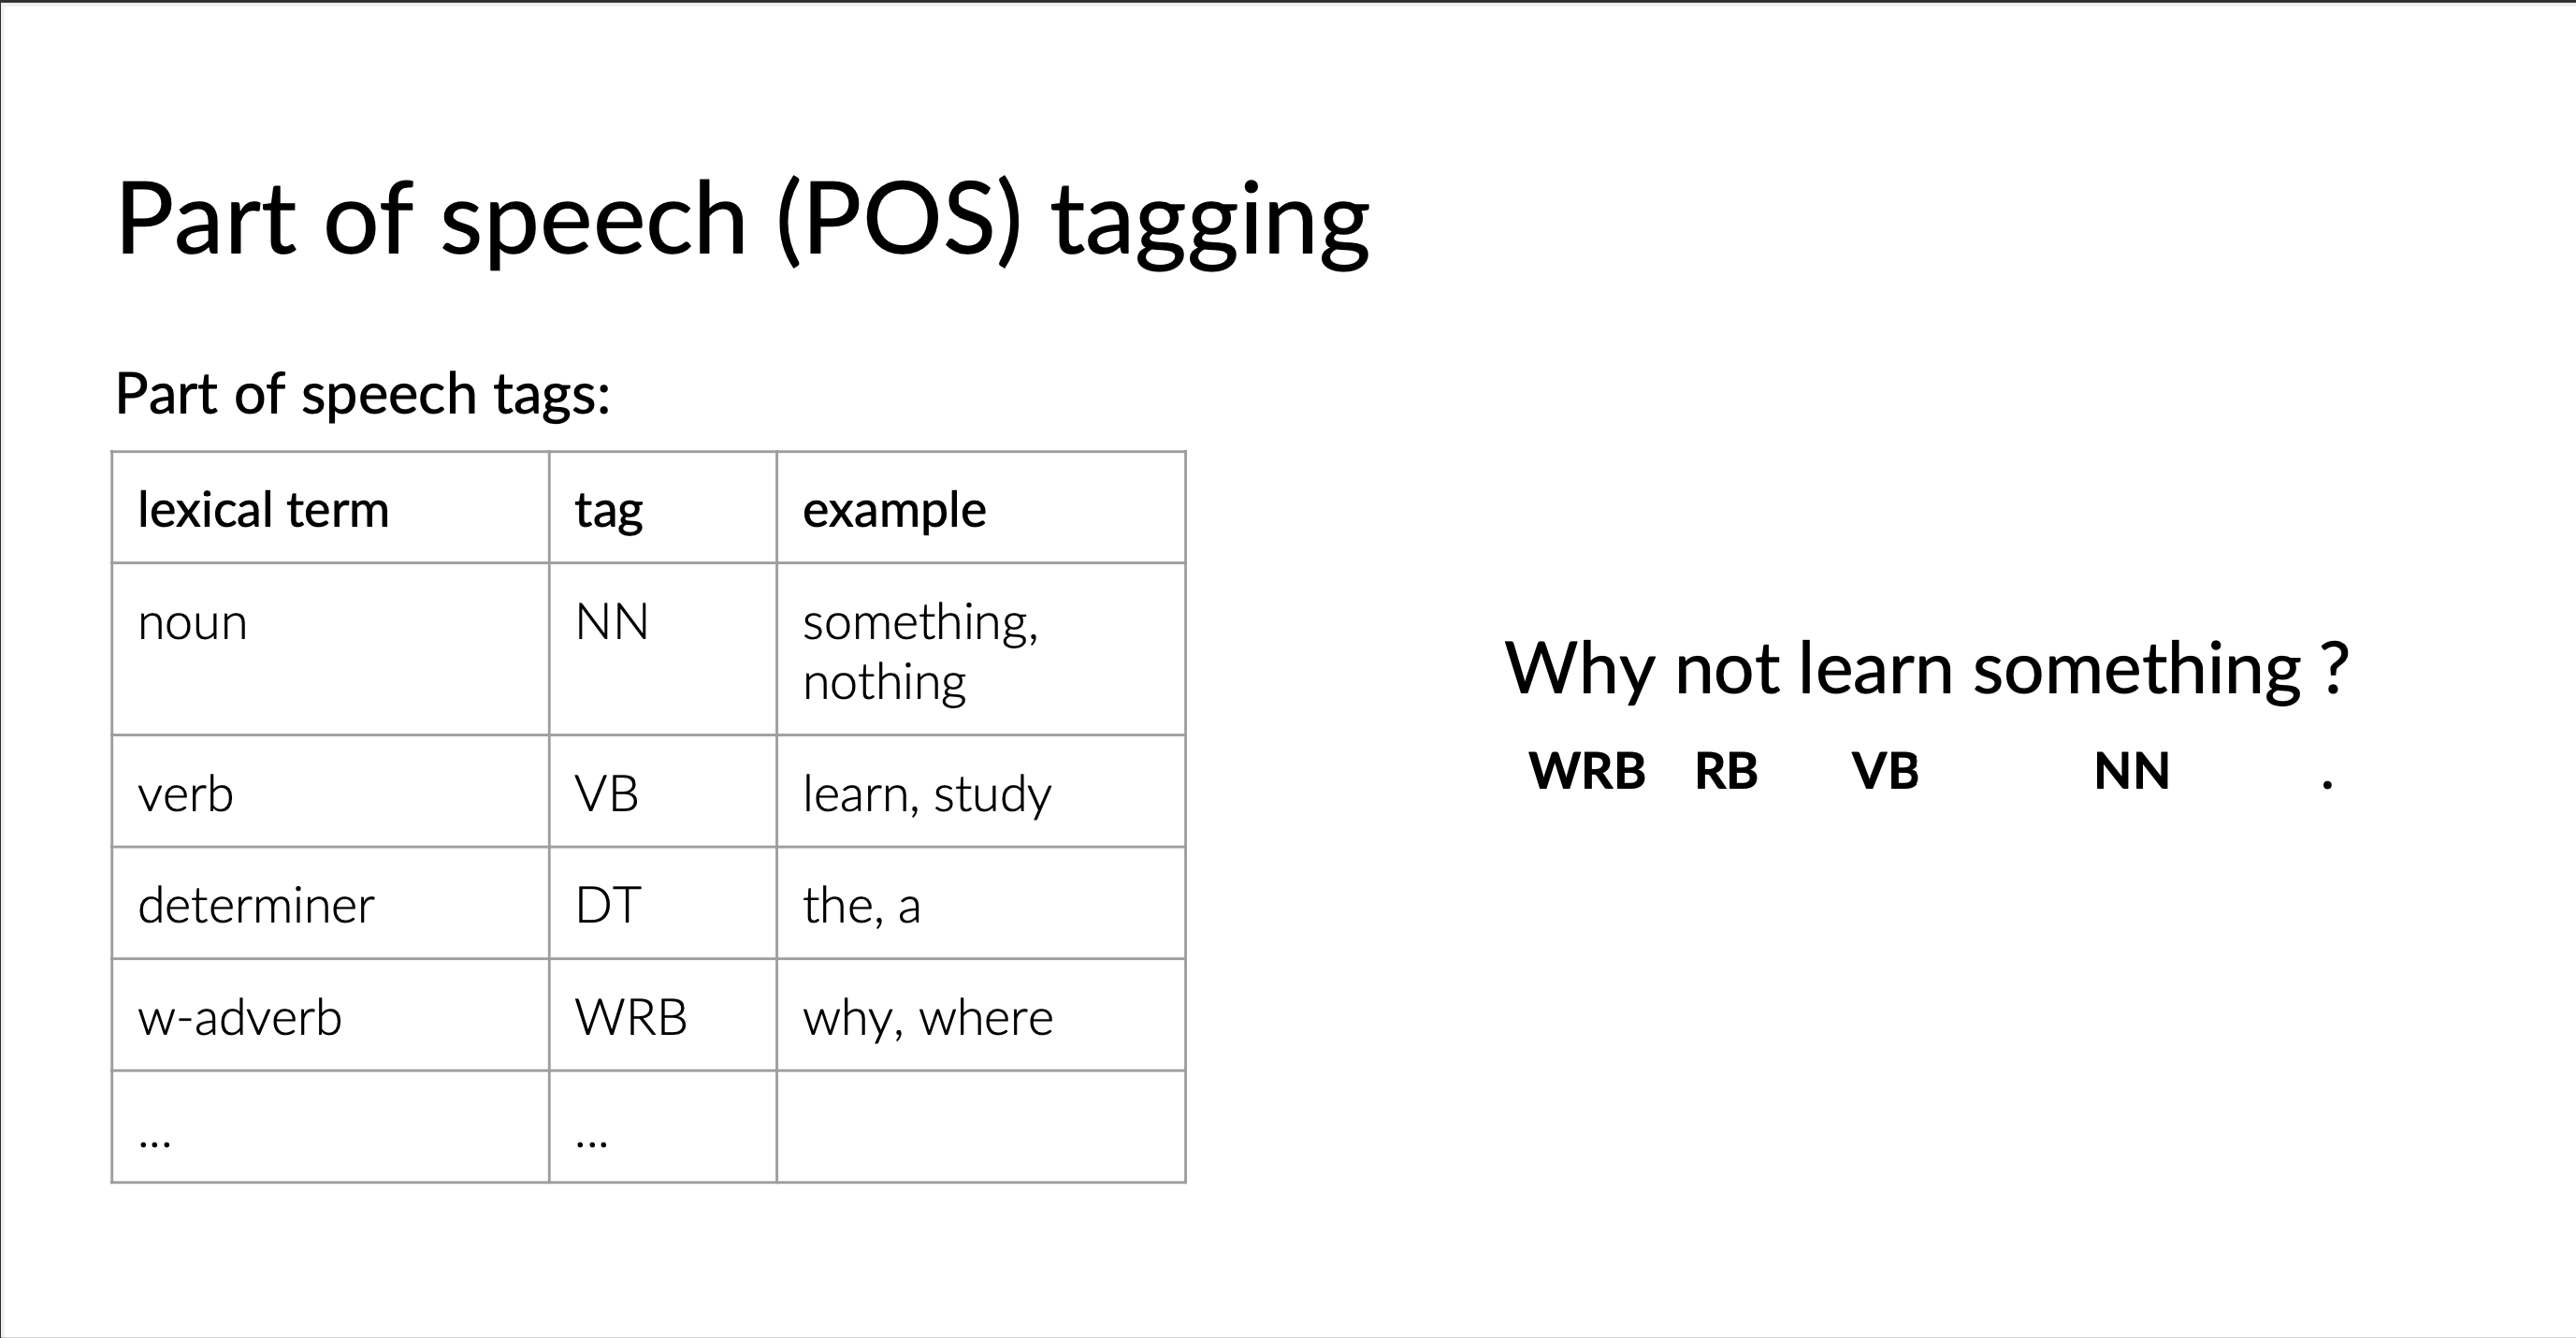 Part of speech (POS) tagging
Part of speech tags:
lexical term tag example
noun NN something,
nothing
verb VB learn, study
determiner DT the, a
w-adverb WRB why, where
... ...
Why not learn something ?
WRB RB VB NN .